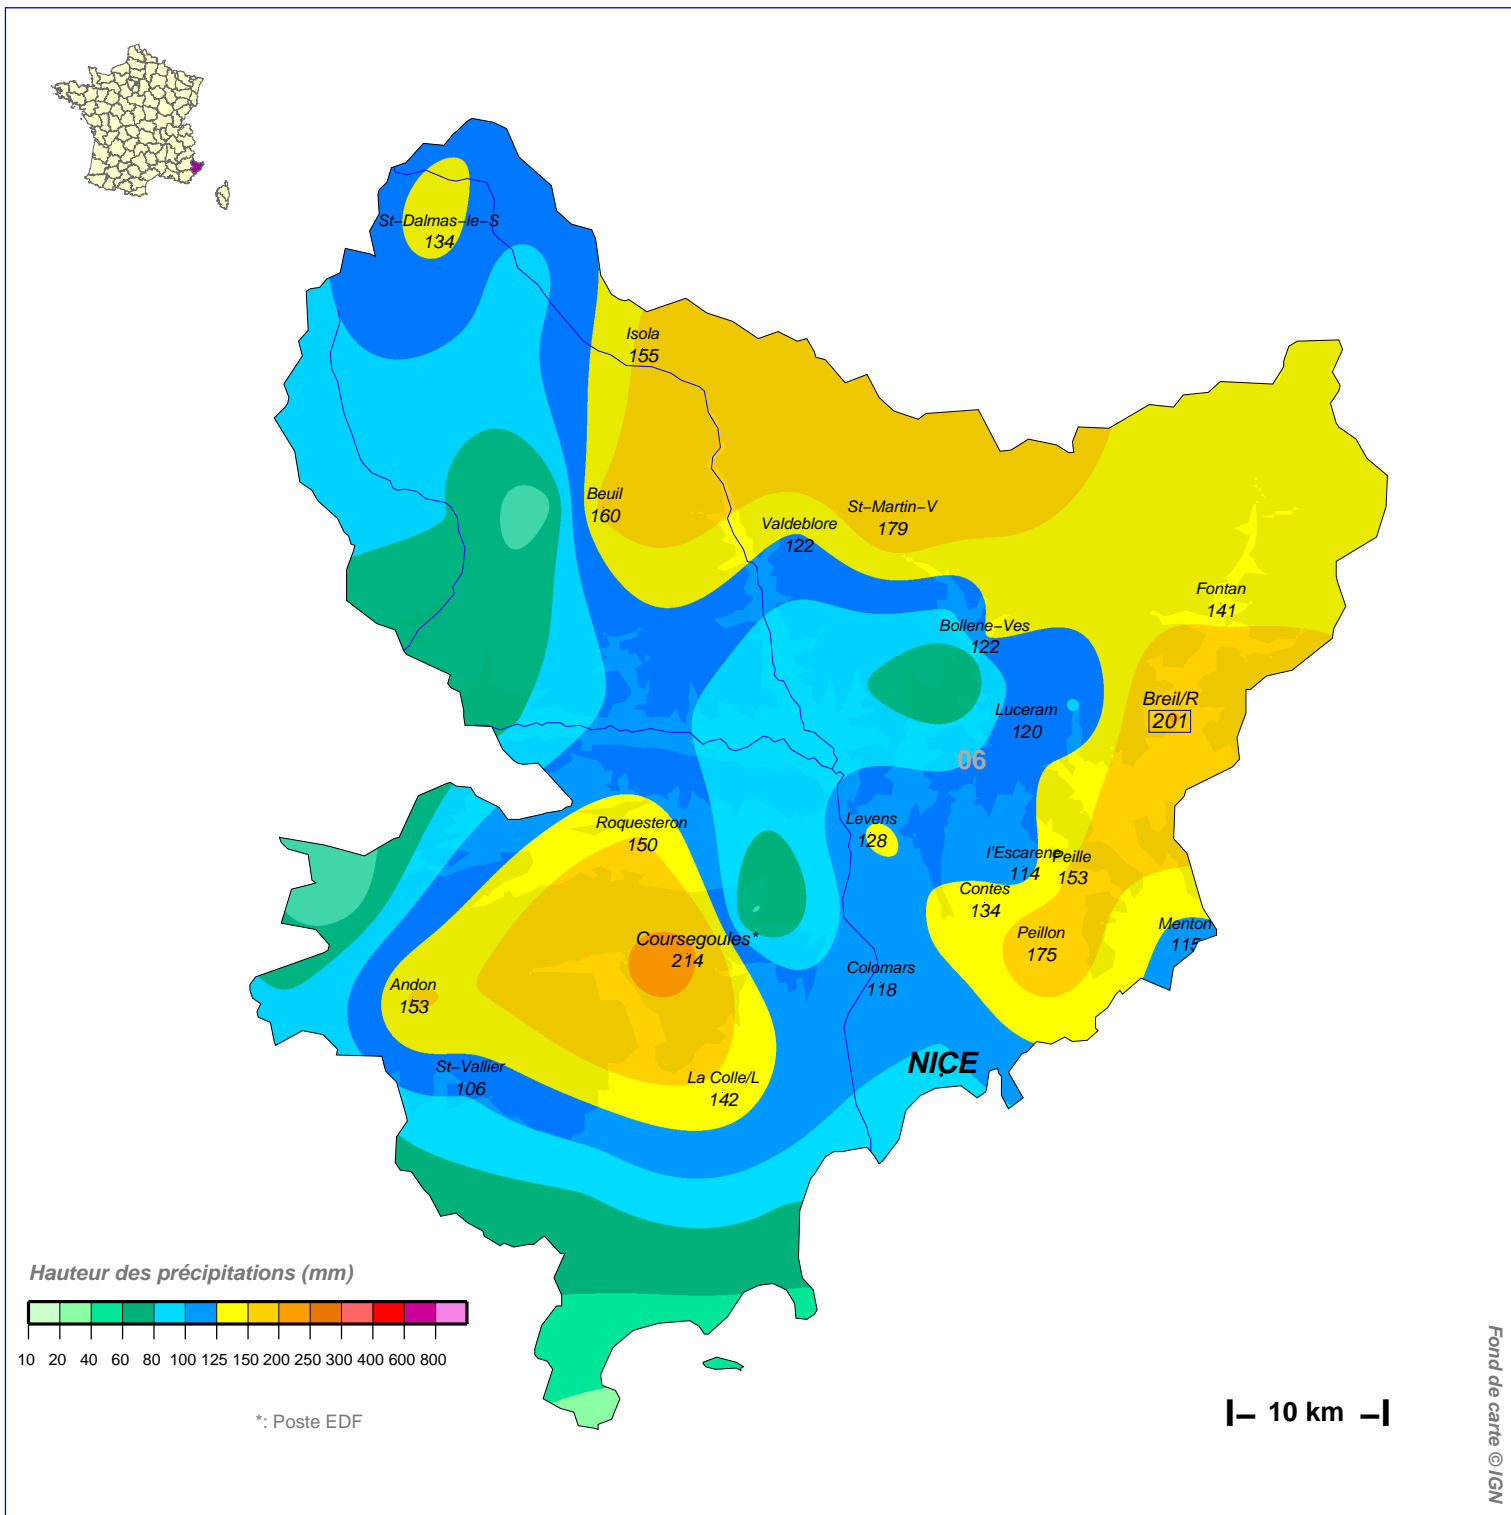 St-Dalmas-le-S
134
Isola
155
Beuil
160
Valdeblore
122
St-Martin-V
179
Fontan
141
Bollene-Ves
122
Luceram
120
Breil/R
201
06
Roquesteron
150
Levens
128
l'Escarene
114
Peille
153
Contes
134
Peillon
175
Menton
115
Coursegoules*
214
Colomars
118
Andon
153
St-Vallier
106
La Colle/L
142
NICE
Hauteur des précipitations (mm)
10 20 40 60 80 100 125 150 200 250 300 400 600 800
*: Poste EDF
10 km
Fond de carte © IGN